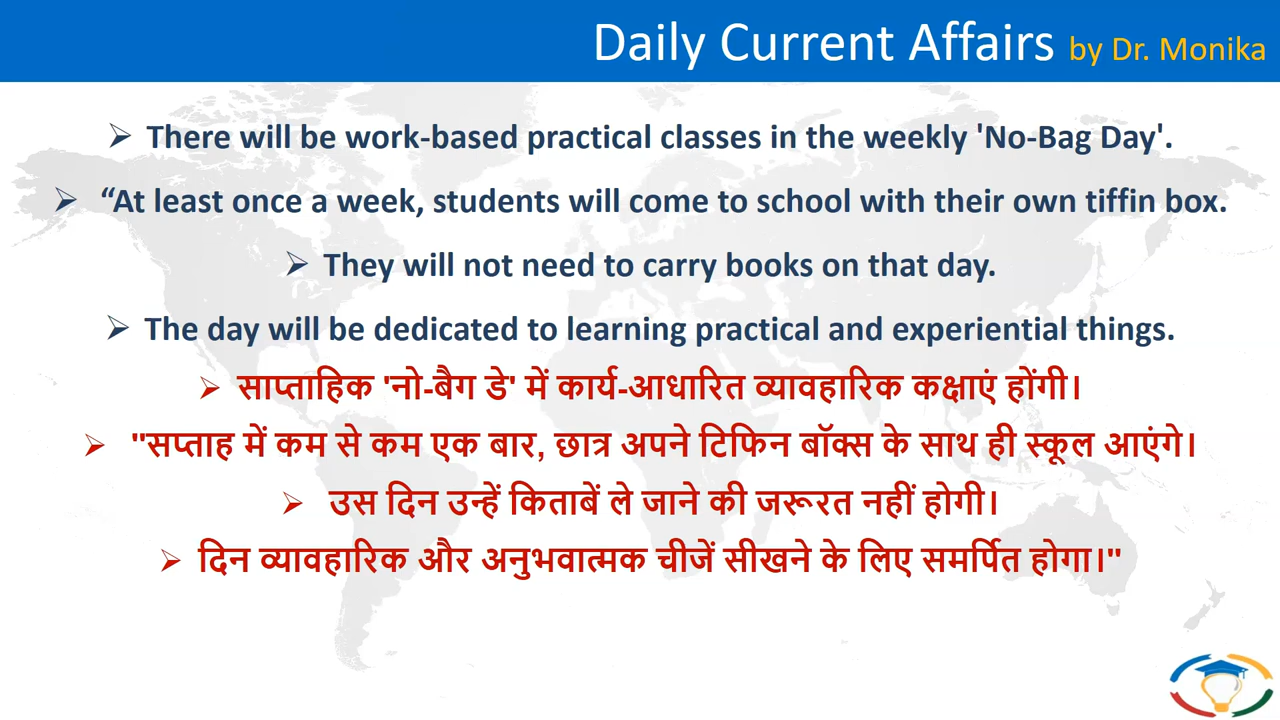 Daily Current Affairs by Dr. Monika
➢ There will be work-based practical classes in the weekly 'No-Bag Day'.
➢ “At least once a week, students will come to school with their own tiffin box.
➢ They will not need to carry books on that day.
➢ The day will be dedicated to learning practical and experiential things.
➢ साप्ताहिक 'नो-बैग डे' में कार्य-आधारित व्यावहारिक कक्षाएं होंगी।
➢ "सप्ताह में कम से कम एक बार, छात्र अपने टिफिन बॉक्स के साथ ही स्कूल आएंगे।
➢ उस दिन उन्हें किताबें ले जाने की जरूरत नहीं होगी।
➢ दिन व्यावहारिक और अनुभवात्मक चीजें सीखने के लिए समर्पित होगा।"